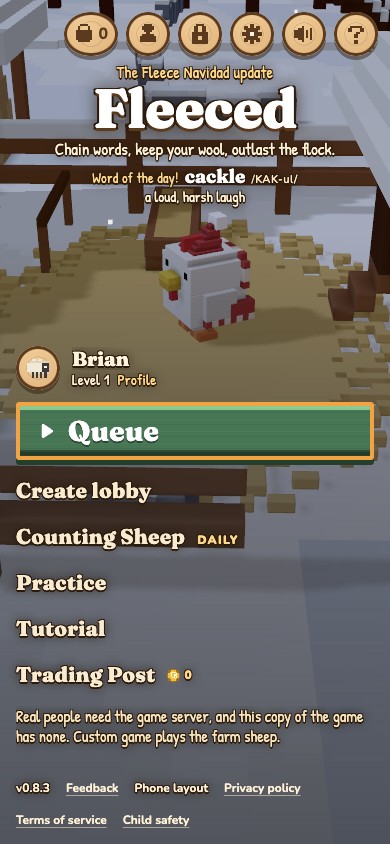 0
The Fleece Navidad update
Fleeced
Chain words, keep your wool, outlast the flock.
Word of the day! cackle /KAK-ul/
a loud, harsh laugh
Brian
Level 1 Profile
Queue
Create lobby
Counting Sheep DAILY
Practice
Tutorial
Trading Post 0
Real people need the game server, and this copy of the game
has none. Custom game plays the farm sheep.
v0.8.3 Feedback Phone layout Privacy policy
Terms of service Child safety